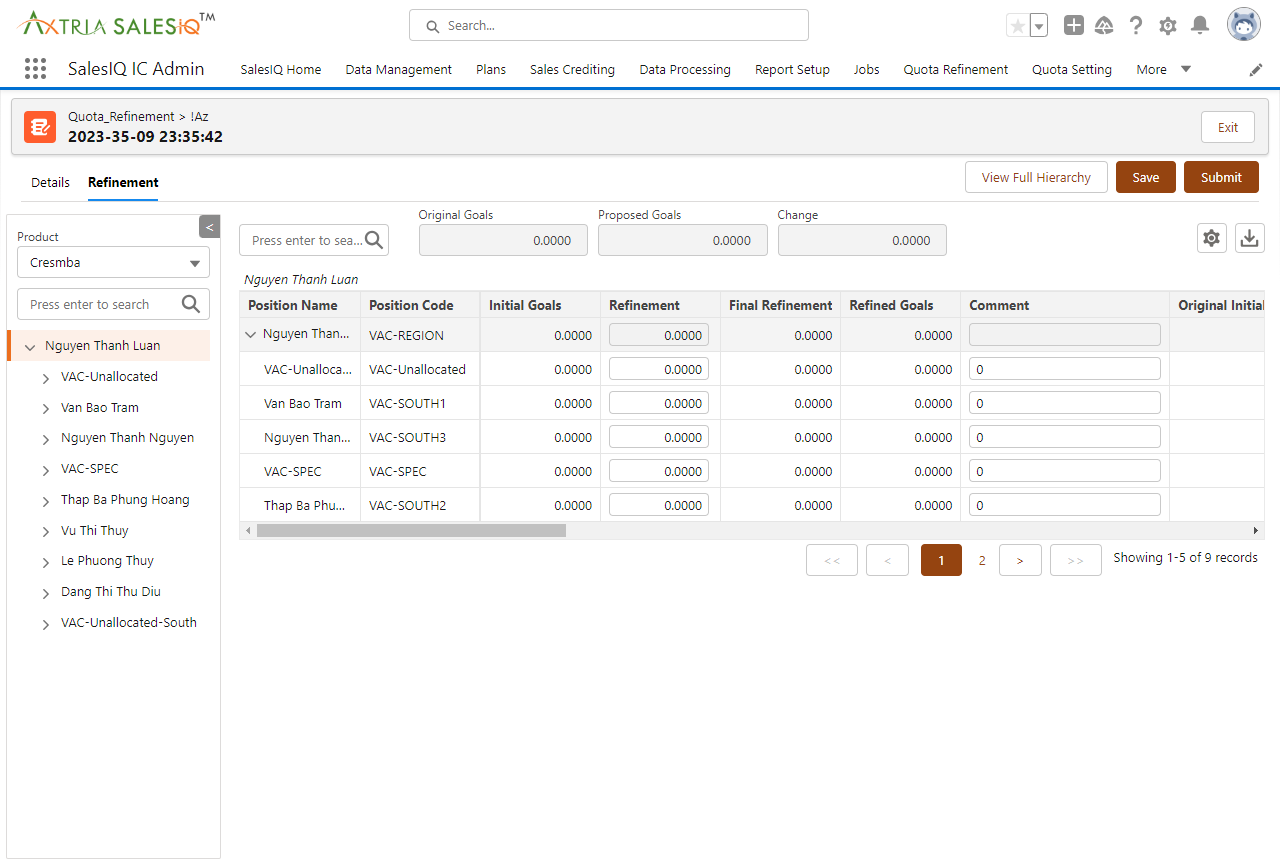 AXTRIA SALESIQ™
Search...
SalesIQ IC Admin
SalesIQ Home
Data Management
Plans
Sales Crediting
Data Processing
Report Setup
Jobs
Quota Refinement
Quota Setting
More
Quota_Refinement > !Az
2023-35-09 23:35:42
Exit
Details
Refinement
View Full Hierarchy
Save
Submit
<
Product
Cresmba
Press enter to search
Nguyen Thanh Luan
VAC-Unallocated
Van Bao Tram
Nguyen Thanh Nguyen
VAC-SPEC
Thap Ba Phung Hoang
Vu Thi Thuy
Le Phuong Thuy
Dang Thi Thu Diu
VAC-Unallocated-South
Press enter to sea...
Original Goals
0.0000
Proposed Goals
0.0000
Change
0.0000
Nguyen Thanh Luan
Position Name Position Code Initial Goals Refinement Final Refinement Refined Goals Comment Original Initial
Nguyen Than... VAC-REGION 0.0000 0.0000 0.0000 0.0000
VAC-Unalloca... VAC-Unallocated 0.0000 0.0000 0.0000 0.0000 0
Van Bao Tram VAC-SOUTH1 0.0000 0.0000 0.0000 0.0000 0
Nguyen Than... VAC-SOUTH3 0.0000 0.0000 0.0000 0.0000 0
VAC-SPEC VAC-SPEC 0.0000 0.0000 0.0000 0.0000 0
Thap Ba Phu... VAC-SOUTH2 0.0000 0.0000 0.0000 0.0000 0
<< < 1 2 > >> Showing 1-5 of 9 records